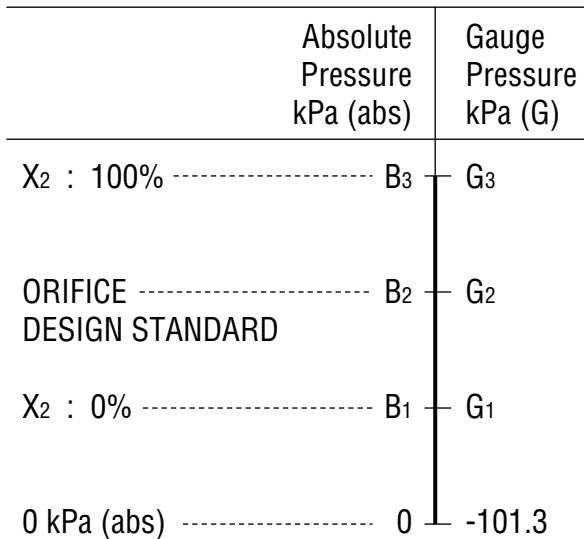 Absolute Pressure kPa (abs)
Gauge Pressure kPa (G)
X2 : 100% B3 G3
ORIFICE B2 G2
DESIGN STANDARD
X2 : 0% B1 G1
0 kPa (abs) 0 -101.3